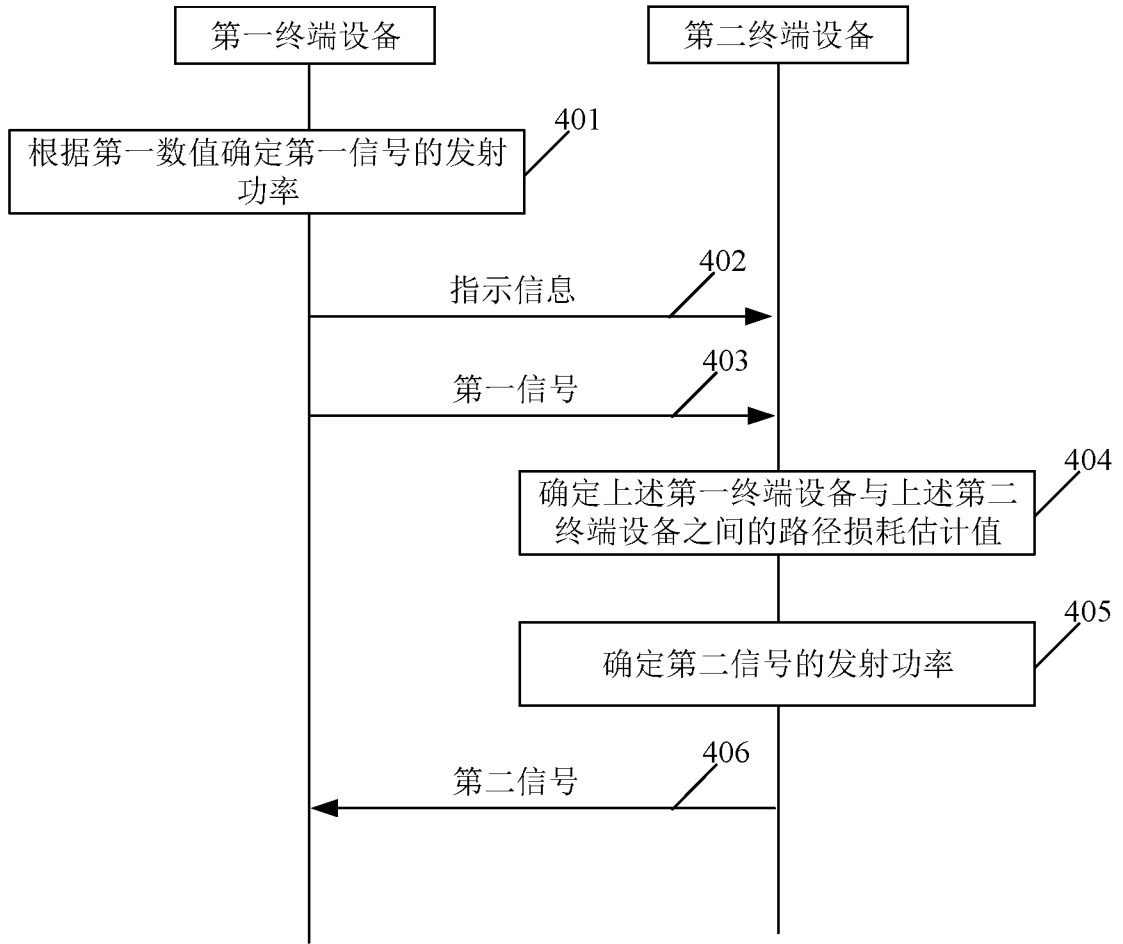 第一终端设备
第二终端设备
401
根据第一数值确定第一信号的发射
功率
402
指示信息
403
第一信号
404
确定上述第一终端设备与上述第二
终端设备之间的路径损耗估计值
405
确定第二信号的发射功率
406
第二信号